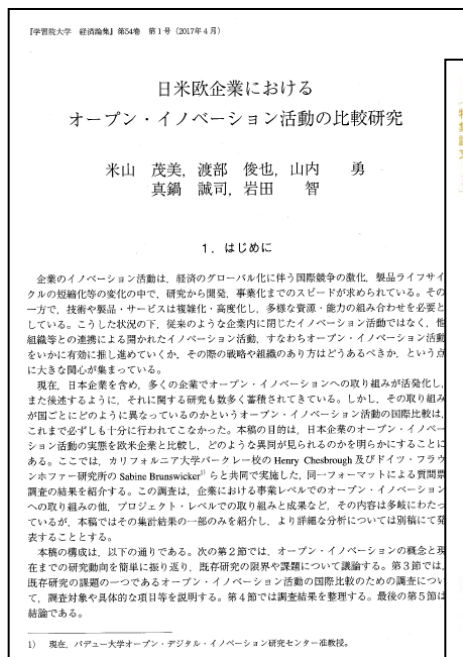 『学習院大学 経済論集』第54巻 第1号(2017年4月)
日米欧企業における
オープン・イノベーション活動の比較研究
米山 茂美,渡部 俊也,山内 勇
真鍋 誠司,岩田 智
1.はじめに
企業のイノベーション活動は,経済のグローバル化に伴う国際競争の激化,製品ライフサイ
クルの短縮化等の変化の中で,研究から開発,事業化までのスピードが求められている。その
一方で,技術や製品・サービスは複雑化・高度化し,多様な資源・能力の組み合わせを必要と
している。こうした状況の下,従来のような企業内に閉じたイノベーション活動ではなく,他
組織等との連携による開かれたイノベーション活動,すなわちオープン・イノベーション活動
をいかに有効に推し進めていくか,その際の戦略や組織のあり方はどうあるべきか,という点
に大きな関心が集まっている。
現在,日本企業を含め,多くの企業でオープン・イノベーションへの取り組みが活発化し,
また後述するように,それに関する研究も数多く蓄積されてきている。しかし,その取り組み
が国ごとにどのように異なっているのかというオープン・イノベーション活動の国際比較は,
これまで必ずしも十分に行われてこなかった。本稿の目的は,日本企業のオープン・イノベー
ション活動の実態を欧米企業と比較し,どのような異同が見られるのかを明らかにすることに
ある。ここでは,カリフォルニア大学バークレー校のHenry Chesbrough及びドイツ・フラウ
ンホファー研究所のSabine Brunswicker1)らと共同で実施した,同一フォーマットによる質問票
調査の結果を紹介する。この調査は,企業における事業レベルでのオープン・イノベーション
への取り組みの他,プロジェクト・レベルでの取り組みと成果など,その内容は多岐にわたっ
ているが,本稿ではその集計結果の一部のみを紹介し,より詳細な分析については別稿にて発
表することとする。
本稿の構成は,以下の通りである。次の第2節では,オープン・イノベーションの概念と現
在までの研究動向を簡単に振り返り,既存研究の限界や課題について議論する。第3節では,
既存研究の課題の一つであるオープン・イノベーション活動の国際比較のための調査につい
て,調査対象や具体的な項目等を説明する。第4節では調査結果を整理する。最後の第5節は
結論である。
1) 現在,パデュー大学オープン・デジタル・イノベーション研究センター准教授。